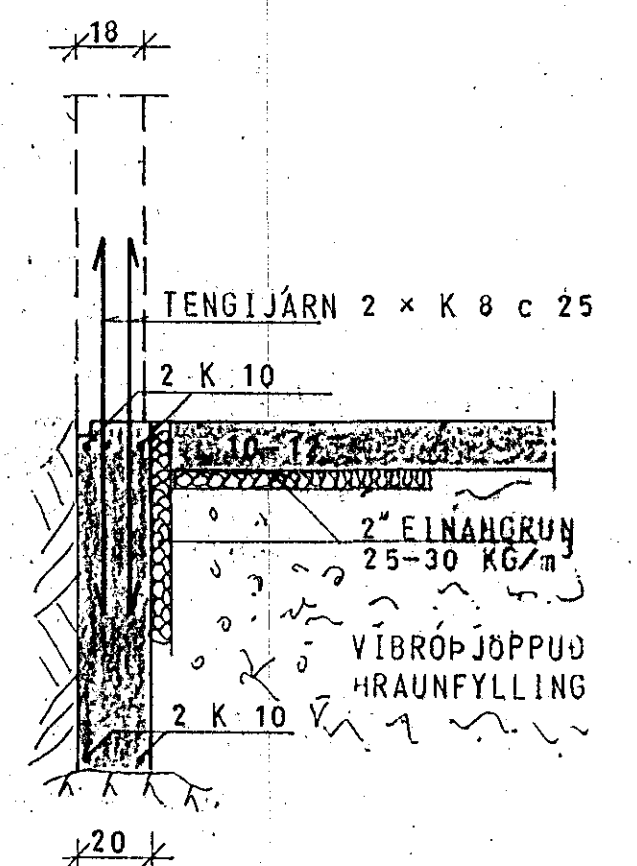 18
TENGIJÁRN 2 × K 8 c 25
2 K 10
10-12
2" EINANGRUN
25-30 KG/m³
VÍBRÓÞJÖPPUÐ
HRAUNFYLLING
2 K 10
20